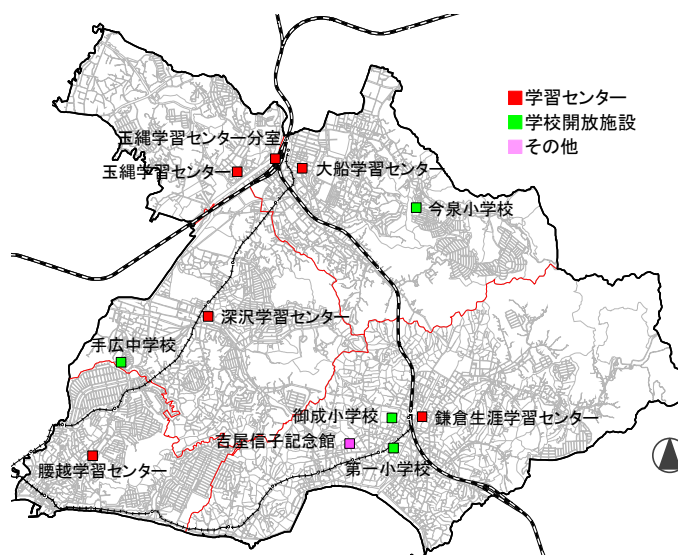 学習センター
学校開放施設
その他
玉縄学習センター分室
玉縄学習センター
大船学習センター
今泉小学校
深沢学習センター
手広中学校
御成小学校
鎌倉生涯学習センター
吉屋信子記念館
第一小学校
腰越学習センター